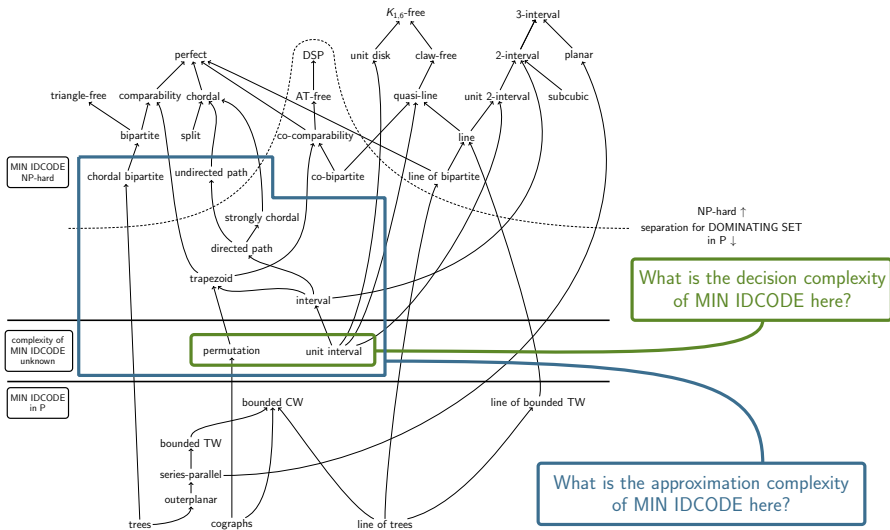 K1,6-free
3-interval
perfect
DSP
unit disk
claw-free
2-interval
planar
triangle-free
comparability
chordal
AT-free
quasi-line
unit 2-interval
subcubic
bipartite
split
co-comparability
line
MIN IDCODE
NP-hard
chordal bipartite
undirected path
co-bipartite
line of bipartite
strongly chordal
NP-hard ↑
separation for DOMINATING SET
in P ↓
directed path
trapezoid
interval
What is the decision complexity
of MIN IDCODE here?
complexity of
MIN IDCODE
unknown
permutation
unit interval
MIN IDCODE
in P
bounded CW
line of bounded TW
bounded TW
series-parallel
outerplanar
What is the approximation complexity
of MIN IDCODE here?
trees
cographs
line of trees